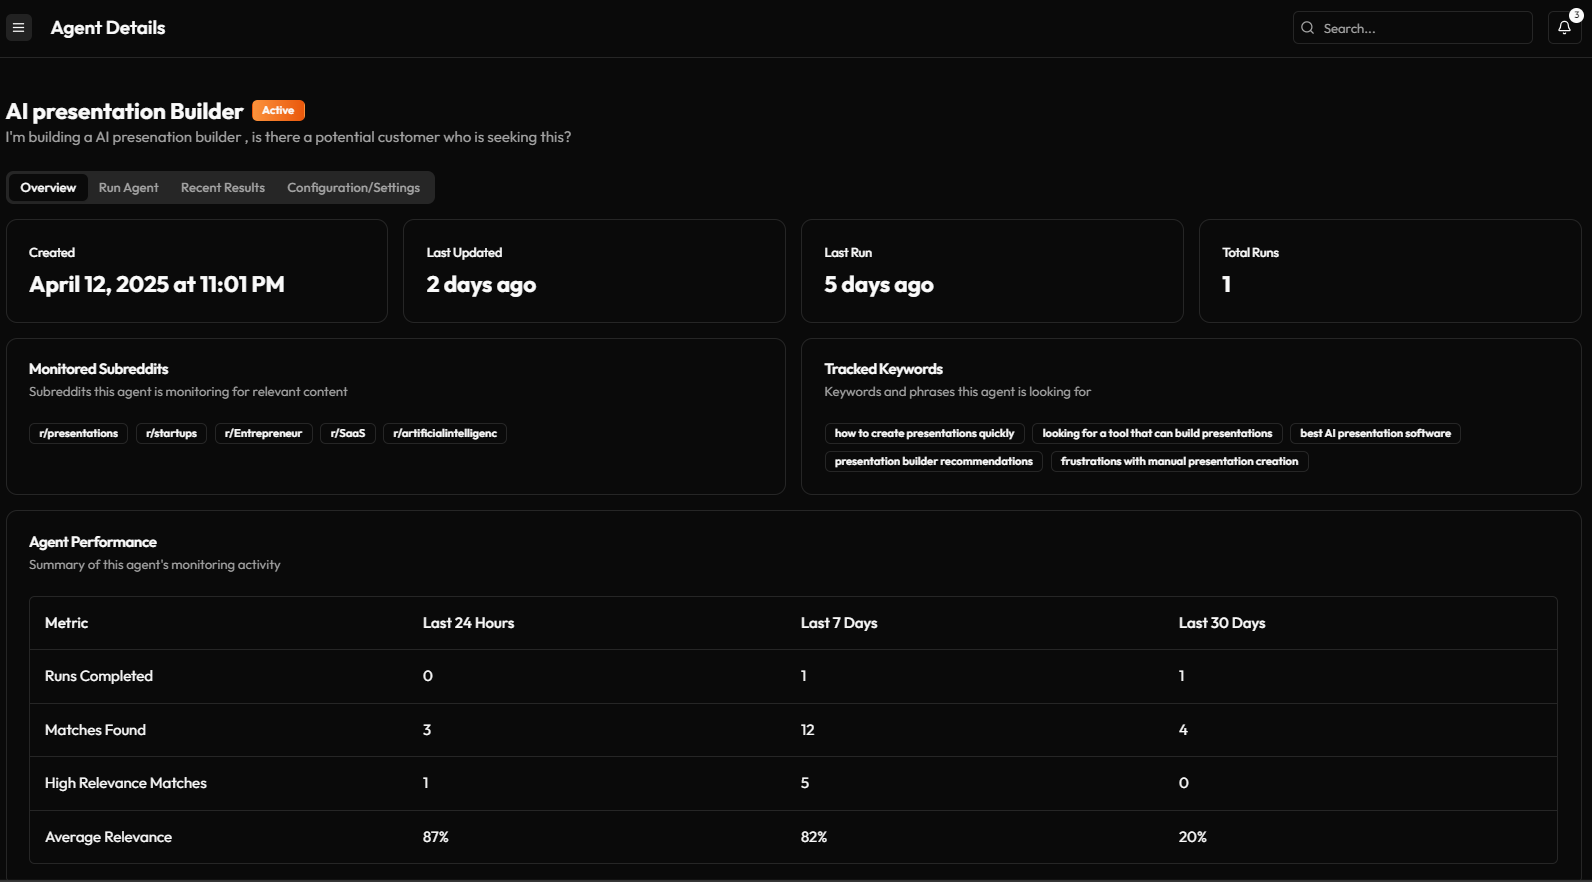 Agent Details
Search...
3
AI presentation Builder Active
I'm building a AI presenation builder , is there a potential customer who is seeking this?
Overview Run Agent Recent Results Configuration/Settings
Created Last Updated Last Run Total Runs
April 12, 2025 at 11:01 PM 2 days ago 5 days ago 1
Monitored Subreddits
Subreddits this agent is monitoring for relevant content
r/presentations r/startups r/Entrepreneur r/SaaS r/artificialintelligenc
Tracked Keywords
Keywords and phrases this agent is looking for
how to create presentations quickly looking for a tool that can build presentations best AI presentation software
presentation builder recommendations frustrations with manual presentation creation
Agent Performance
Summary of this agent's monitoring activity
Metric Last 24 Hours Last 7 Days Last 30 Days
Runs Completed 0 1 1
Matches Found 3 12 4
High Relevance Matches 1 5 0
Average Relevance 87% 82% 20%